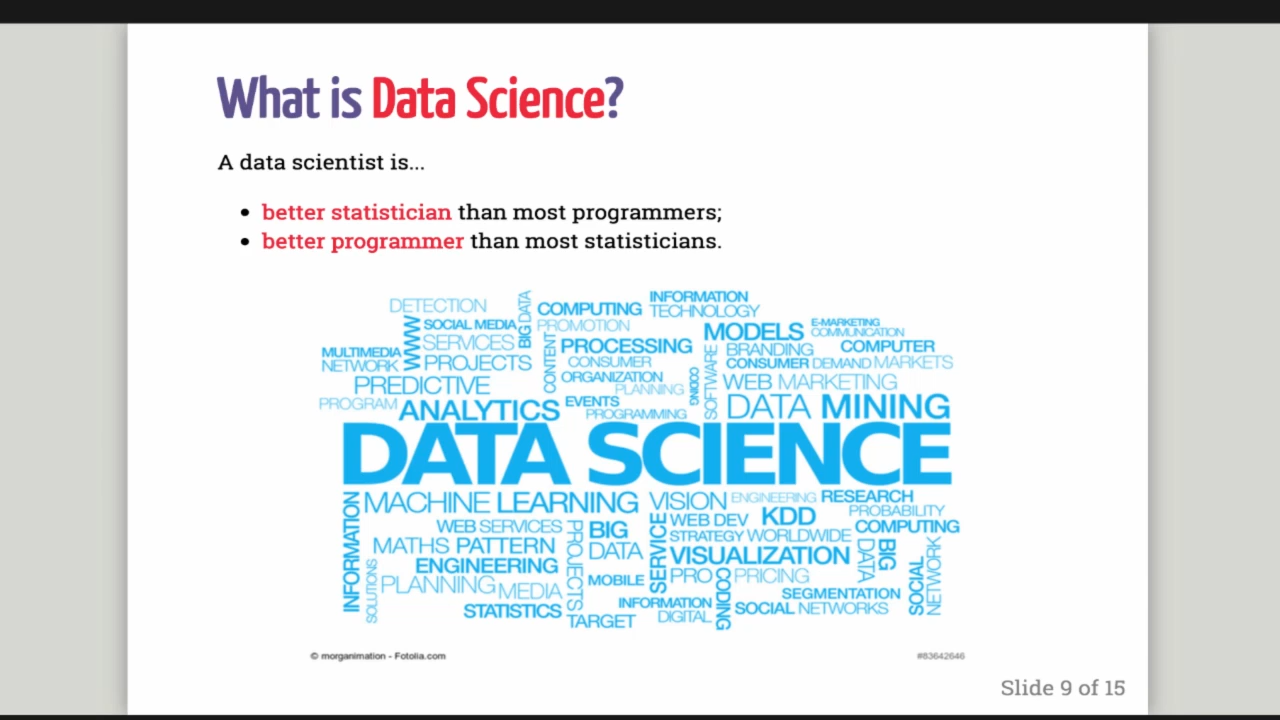 What is Data Science?
A data scientist is...
better statistician than most programmers;
better programmer than most statisticians.
DETECTION
BIG DATA
COMPUTING
INFORMATION
TECHNOLOGY
WWW
SOCIAL MEDIA
PROMOTION
MODELS
E-MARKETING
COMMUNICATION
SERVICES
CONTENT
PROCESSING
BRANDING
COMPUTER
MULTIMEDIA
NETWORK
PROJECTS
CONSUMER
SOFTWARE
CONSUMER DEMAND MARKETS
PREDICTIVE
ORGANIZATION
CODING
WEB MARKETING
PLANNING
PROGRAM
ANALYTICS
EVENTS
PROGRAMMING
DATA MINING
DATA SCIENCE
INFORMATION
MACHINE LEARNING
VISION
ENGINEERING
RESEARCH
PROBABILITY
WEB SERVICES
PROJECTS
BIG
DATA
SERVICE
WEB DEV
KDD
COMPUTING
STRATEGY WORLDWIDE
MATHS PATTERN
VISUALIZATION
DATA
BIG
SOCIAL
NETWORK
ENGINEERING
SOLUTIONS
PLANNING
MEDIA
MOBILE
PRO
CODING
PRICING
SEGMENTATION
STATISTICS
INFORMATION
DIGITAL
SOCIAL NETWORKS
TARGET
© morganimation - Fotolia.com
#83642646
Slide 9 of 15